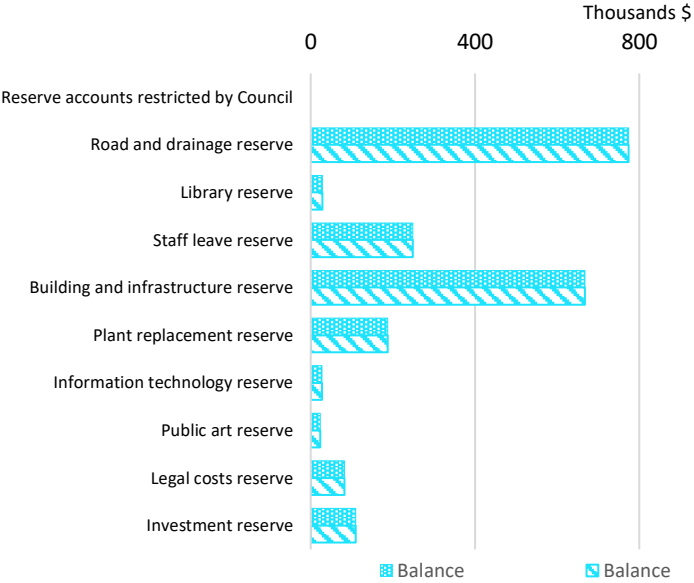 Thousands $
0 400 800
Reserve accounts restricted by Council
Road and drainage reserve
Library reserve
Staff leave reserve
Building and infrastructure reserve
Plant replacement reserve
Information technology reserve
Public art reserve
Legal costs reserve
Investment reserve
Balance Balance